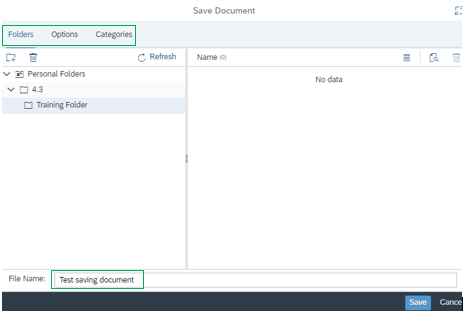 Save Document
Folders Options Categories
Refresh Name (0)
Personal Folders
No data
4.3
Training Folder
File Name: Test saving document
Save Cance